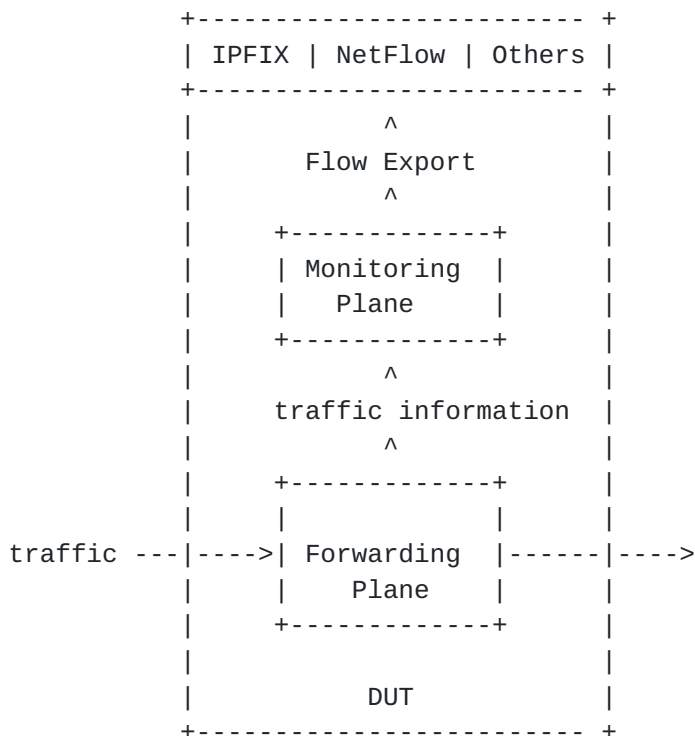 IPFIX | NetFlow | Others
Flow Export
Monitoring
Plane
traffic information
traffic ---|---->| Forwarding |------|---->
Plane
DUT